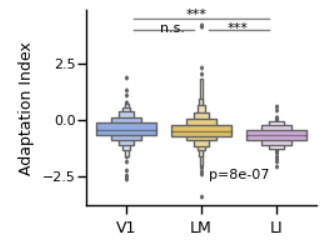 ***
n.s.
***
2.5
0.0
−2.5
Adaptation Index
p=8e-07
V1
LM
LI